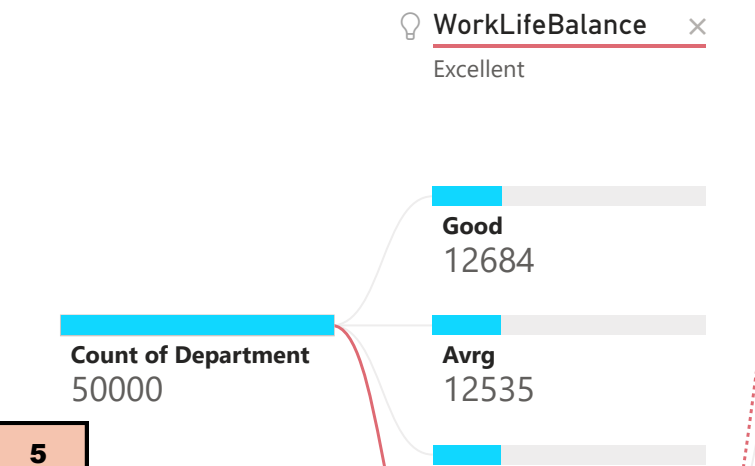 WorkLifeBalance
Excellent
Good
12684
Count of Department
50000
Avrg
12535
5